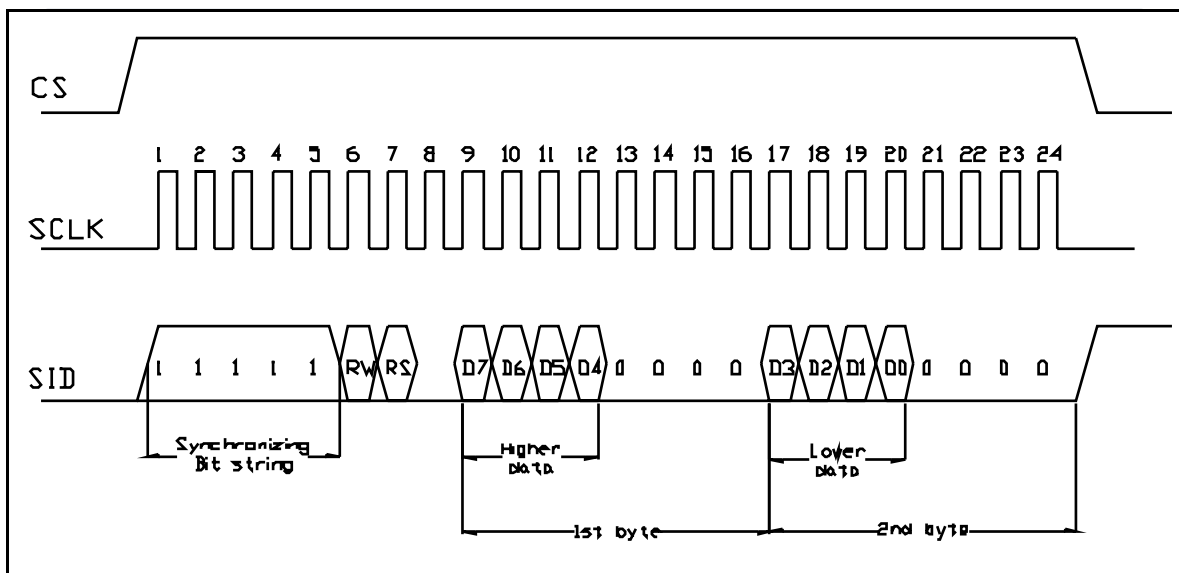 CS
1 2 3 4 5 6 7 8 9 10 11 12 13 14 15 16 17 18 19 20 21 22 23 24
SCLK
SID
1 1 1 1 1 RW RS D7 D6 D5 D4 0 0 0 0 D3 D2 D1 D0 0 0 0 0
Synchronizing
Bit string
Higher
data
Lower
data
1st byte
2nd byte